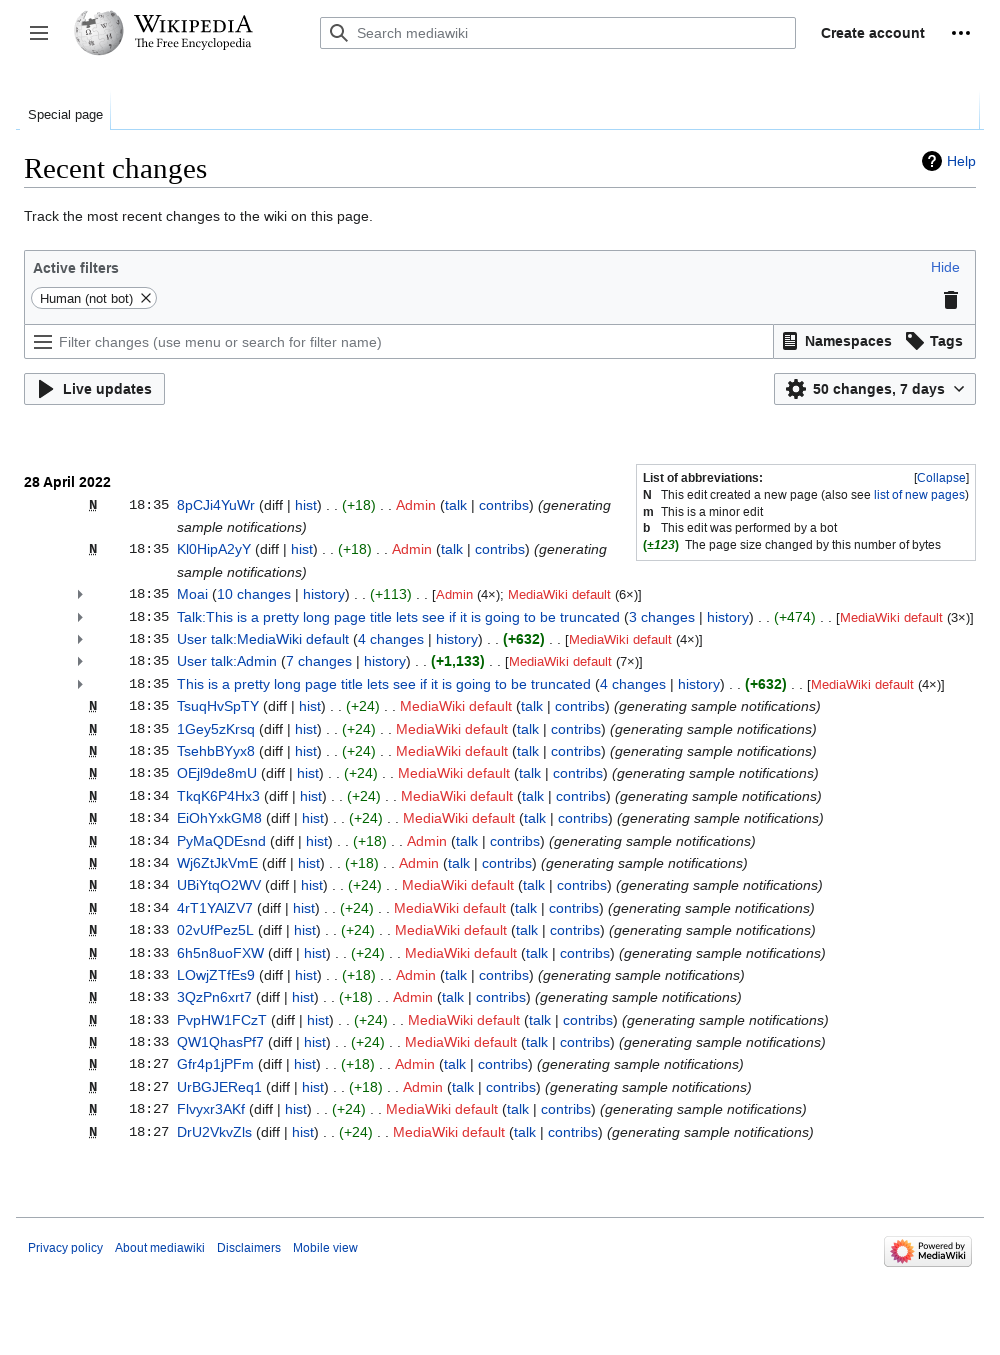 WIKIPEDIA
The Free Encyclopedia
Search mediawiki
Create account
Special page
Recent changes
Help
Track the most recent changes to the wiki on this page.
Active filters
Hide
Human (not bot)
Filter changes (use menu or search for filter name)
Namespaces
Tags
Live updates
50 changes, 7 days
List of abbreviations:
[Collapse]
N This edit created a new page (also see list of new pages)
m This is a minor edit
b This edit was performed by a bot
(±123) The page size changed by this number of bytes
28 April 2022
N 18:35 8pCJi4YuWr (diff | hist) . . (+18) . . Admin (talk | contribs) (generating
sample notifications)
N 18:35 Kl0HipA2yY (diff | hist) . . (+18) . . Admin (talk | contribs) (generating
sample notifications)
18:35 Moai (10 changes | history) . . (+113) . . [Admin (4×); MediaWiki default (6×)]
18:35 Talk:This is a pretty long page title lets see if it is going to be truncated (3 changes | history) . . (+474) . . [MediaWiki default (3×)]
18:35 User talk:MediaWiki default (4 changes | history) . . (+632) . . [MediaWiki default (4×)]
18:35 User talk:Admin (7 changes | history) . . (+1,133) . . [MediaWiki default (7×)]
18:35 This is a pretty long page title lets see if it is going to be truncated (4 changes | history) . . (+632) . . [MediaWiki default (4×)]
N 18:35 TsuqHvSpTY (diff | hist) . . (+24) . . MediaWiki default (talk | contribs) (generating sample notifications)
N 18:35 1Gey5zKrsq (diff | hist) . . (+24) . . MediaWiki default (talk | contribs) (generating sample notifications)
N 18:35 TsehbBYyx8 (diff | hist) . . (+24) . . MediaWiki default (talk | contribs) (generating sample notifications)
N 18:35 OEjl9de8mU (diff | hist) . . (+24) . . MediaWiki default (talk | contribs) (generating sample notifications)
N 18:34 TkqK6P4Hx3 (diff | hist) . . (+24) . . MediaWiki default (talk | contribs) (generating sample notifications)
N 18:34 EiOhYxkGM8 (diff | hist) . . (+24) . . MediaWiki default (talk | contribs) (generating sample notifications)
N 18:34 PyMaQDEsnd (diff | hist) . . (+18) . . Admin (talk | contribs) (generating sample notifications)
N 18:34 Wj6ZtJkVmE (diff | hist) . . (+18) . . Admin (talk | contribs) (generating sample notifications)
N 18:34 UBiYtqO2WV (diff | hist) . . (+24) . . MediaWiki default (talk | contribs) (generating sample notifications)
N 18:34 4rT1YAlZV7 (diff | hist) . . (+24) . . MediaWiki default (talk | contribs) (generating sample notifications)
N 18:33 02vUfPez5L (diff | hist) . . (+24) . . MediaWiki default (talk | contribs) (generating sample notifications)
N 18:33 6h5n8uoFXW (diff | hist) . . (+24) . . MediaWiki default (talk | contribs) (generating sample notifications)
N 18:33 LOwjZTfEs9 (diff | hist) . . (+18) . . Admin (talk | contribs) (generating sample notifications)
N 18:33 3QzPn6xrt7 (diff | hist) . . (+18) . . Admin (talk | contribs) (generating sample notifications)
N 18:33 PvpHW1FCzT (diff | hist) . . (+24) . . MediaWiki default (talk | contribs) (generating sample notifications)
N 18:33 QW1QhasPf7 (diff | hist) . . (+24) . . MediaWiki default (talk | contribs) (generating sample notifications)
N 18:27 Gfr4p1jPFm (diff | hist) . . (+18) . . Admin (talk | contribs) (generating sample notifications)
N 18:27 UrBGJEReq1 (diff | hist) . . (+18) . . Admin (talk | contribs) (generating sample notifications)
N 18:27 Flvyxr3AKf (diff | hist) . . (+24) . . MediaWiki default (talk | contribs) (generating sample notifications)
N 18:27 DrU2VkvZls (diff | hist) . . (+24) . . MediaWiki default (talk | contribs) (generating sample notifications)
Privacy policy
About mediawiki
Disclaimers
Mobile view
Powered by
MediaWiki